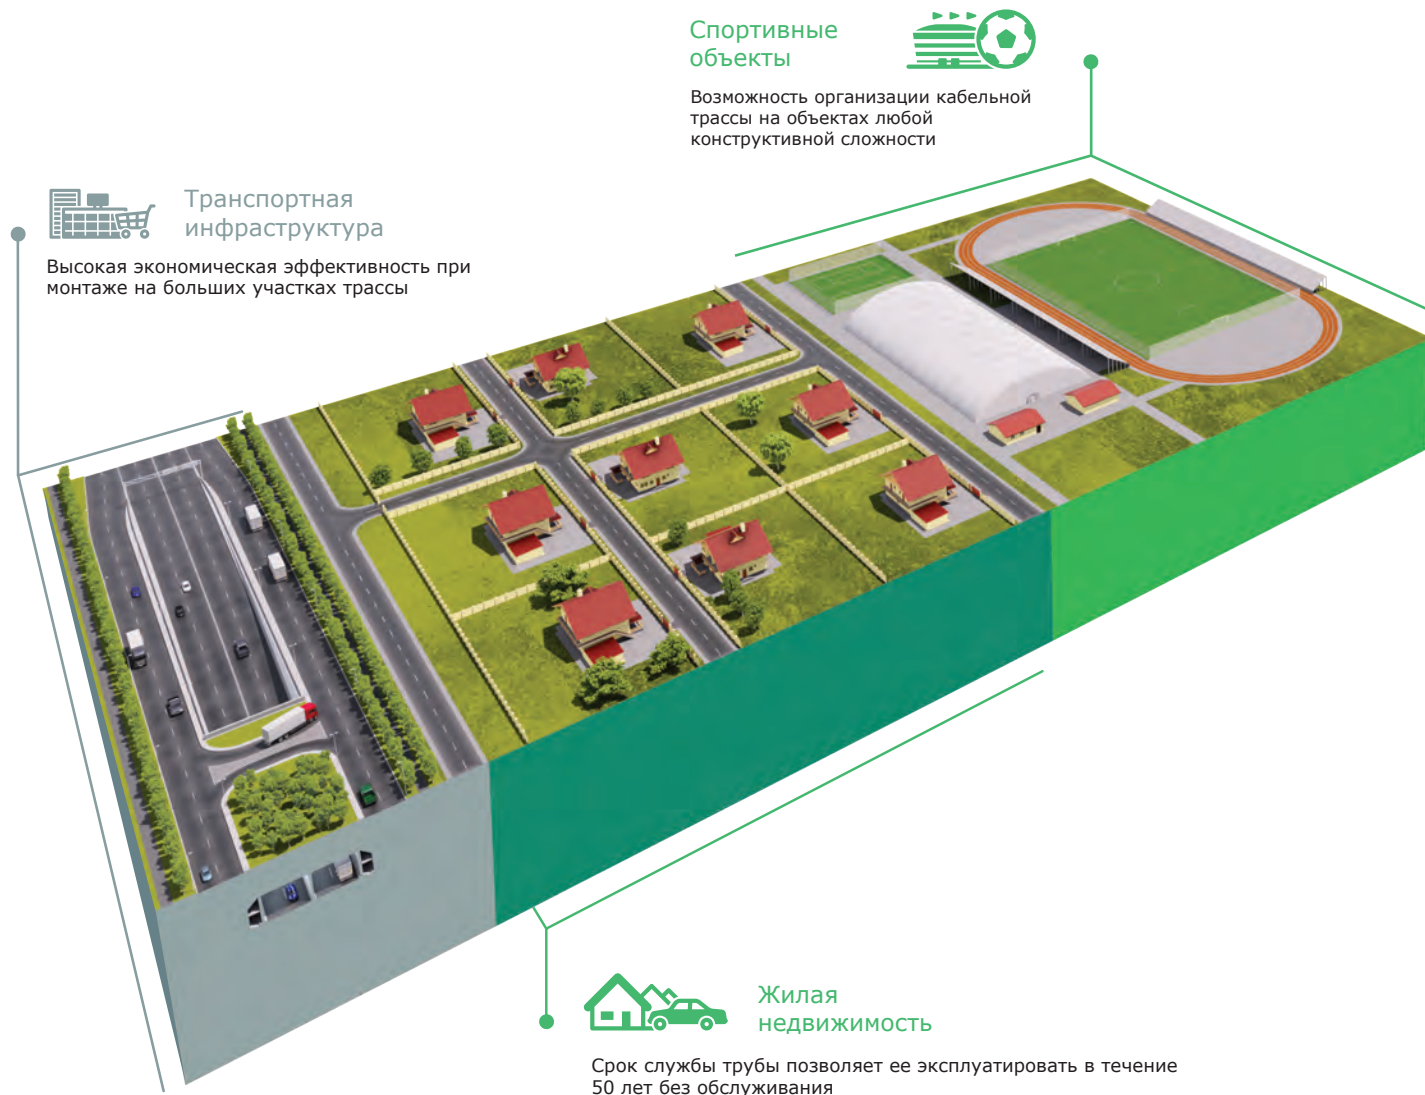 Спортивные
объекты
Возможность организации кабельной
трассы на объектах любой
конструктивной сложности
Транспортная
инфраструктура
Высокая экономическая эффективность при
монтаже на больших участках трассы
Жилая
недвижимость
Срок службы трубы позволяет ее эксплуатировать в течение
50 лет без обслуживания